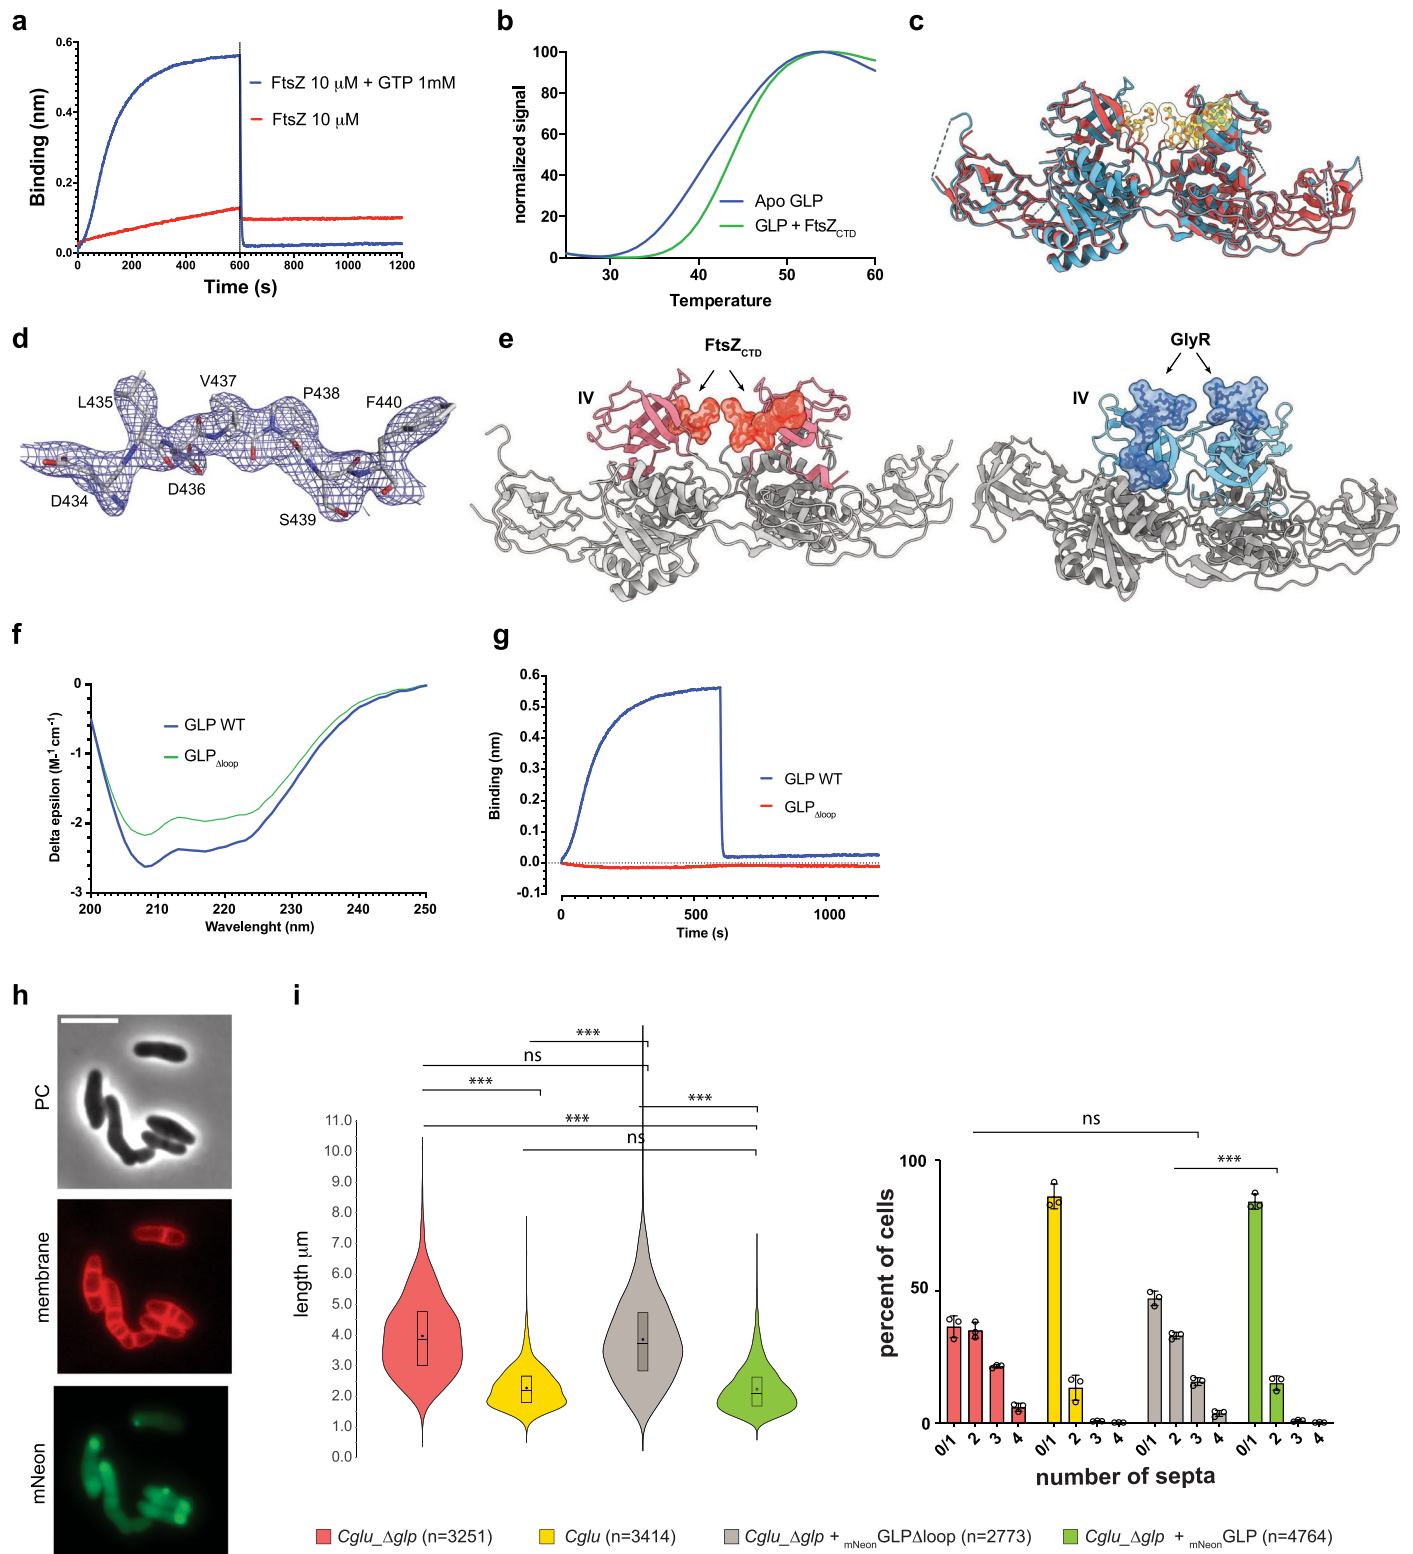 a
0.6
0.4
0.2
0.0
Binding (nm)
0
200
400
600
800
1000
1200
Time (s)
FtsZ 10 μM + GTP 1mM
FtsZ 10 μM
b
100
80
60
40
20
0
normalized signal
30
40
50
60
Temperature
Apo GLP
GLP + FtsZCTD
c
d
L435
V437
P438
F440
D434
D436
S439
e
FtsZCTD
IV
GlyR
IV
f
0
-1
-2
-3
Delta epsilon (M-1 cm-1)
200
210
220
230
240
250
Wavelenght (nm)
GLP WT
GLPΔloop
g
0.6
0.5
0.4
0.3
0.2
0.1
0.0
-0.1
Binding (nm)
0
500
1000
Time (s)
GLP WT
GLPΔloop
h
PC
membrane
mNeon
i
***
ns
***
***
***
ns
11.0
10.0
9.0
8.0
7.0
6.0
5.0
4.0
3.0
2.0
1.0
0.0
length μm
ns
***
100
50
0
percent of cells
0/1
2
3
4
0/1
2
3
4
0/1
2
3
4
0/1
2
3
4
number of septa
Cglu_Δglp (n=3251)
Cglu (n=3414)
Cglu_Δglp + mNeonGLPΔloop (n=2773)
Cglu_Δglp + mNeonGLP (n=4764)